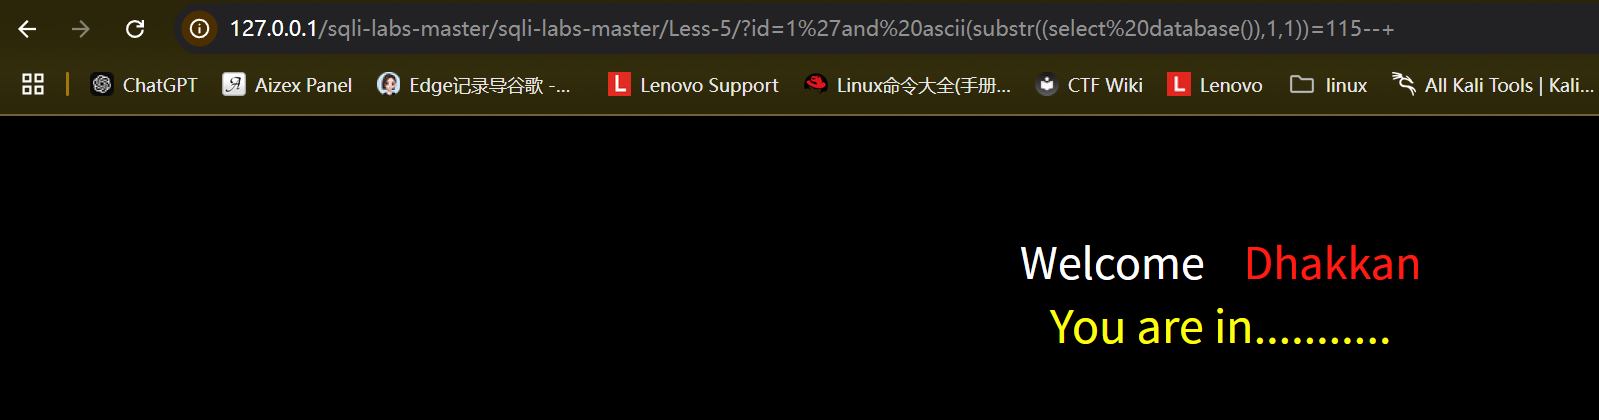 127.0.0.1/sqli-labs-master/sqli-labs-master/Less-5/?id=1%27and%20ascii(substr((select%20database()),1,1))=115--+
ChatGPT Aizex Panel Edge记录导谷歌 -... Lenovo Support Linux命令大全(手册... CTF Wiki Lenovo linux All Kali Tools | Kali...
Welcome Dhakkan
You are in...........